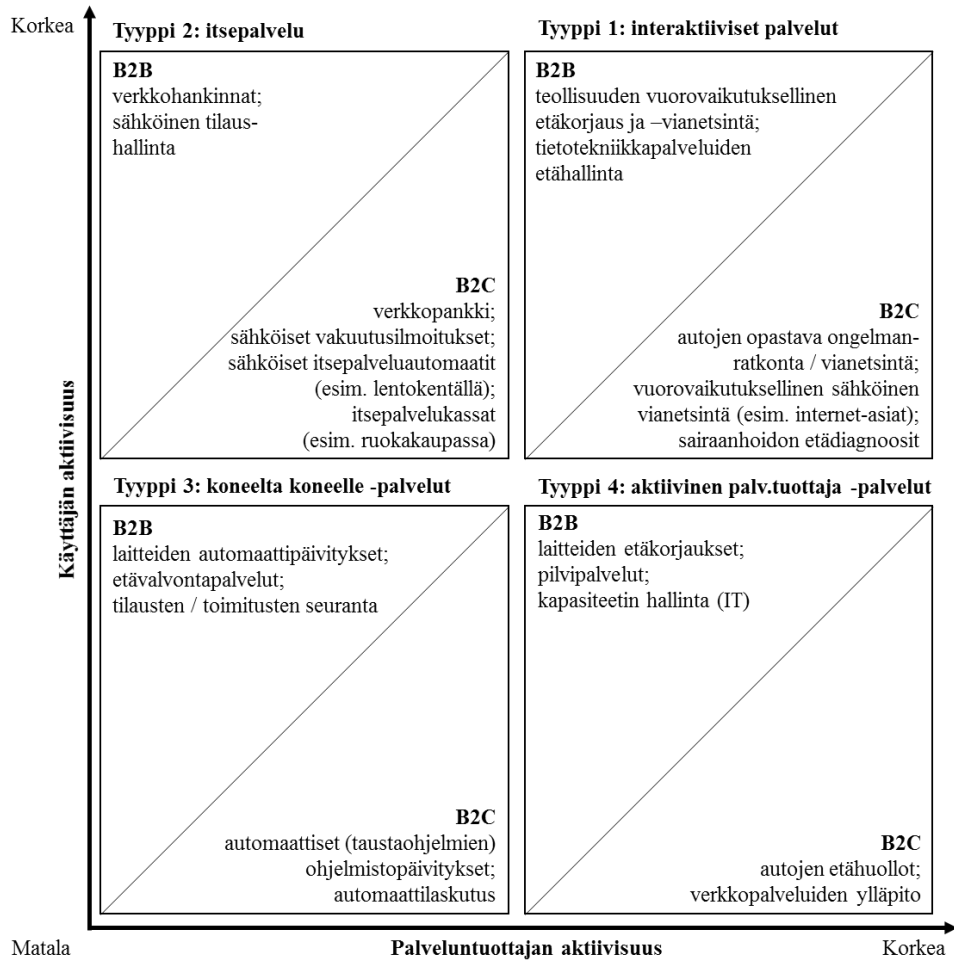 Korkea
Tyyppi 2: itsepalvelu
B2B
verkkohankinnat;
sähköinen tilaus-
hallinta
B2C
verkkopankki;
sähköiset vakuutusilmoitukset;
sähköiset itsepalveluautomaatit
(esim. lentokentällä);
itsepalvelukassat
(esim. ruokakaupassa)
Tyyppi 1: interaktiiviset palvelut
B2B
teollisuuden vuorovaikutuksellinen
etäkorjaus ja –vianetsintä;
tietotekniikkapalveluiden
etähallinta
B2C
autojen opastava ongelman-
ratkonta / vianetsintä;
vuorovaikutuksellinen sähköinen
vianetsintä (esim. internet-asiat);
sairaanhoidon etädiagnoosit
Käyttäjän aktiivisuus
Tyyppi 3: koneelta koneelle -palvelut
B2B
laitteiden automaattipäivitykset;
etävalvontapalvelut;
tilausten / toimitusten seuranta
B2C
automaattiset (taustaohjelmien)
ohjelmistopäivitykset;
automaattilaskutus
Tyyppi 4: aktiivinen palv.tuottaja -palvelut
B2B
laitteiden etäkorjaukset;
pilvipalvelut;
kapasiteetin hallinta (IT)
B2C
autojen etähuollot;
verkkopalveluiden ylläpito
Matala
Palveluntuottajan aktiivisuus
Korkea